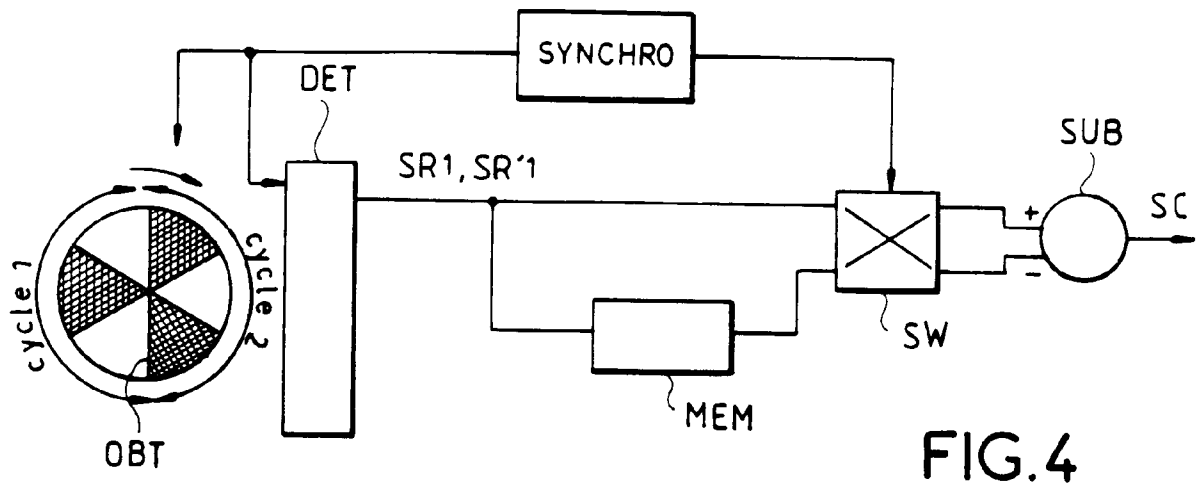 SYNCHRO
DET
SUB
SR1, SR'1
SC
+
-
cycle 1
cycle 2
SW
MEM
OBT
FIG.4